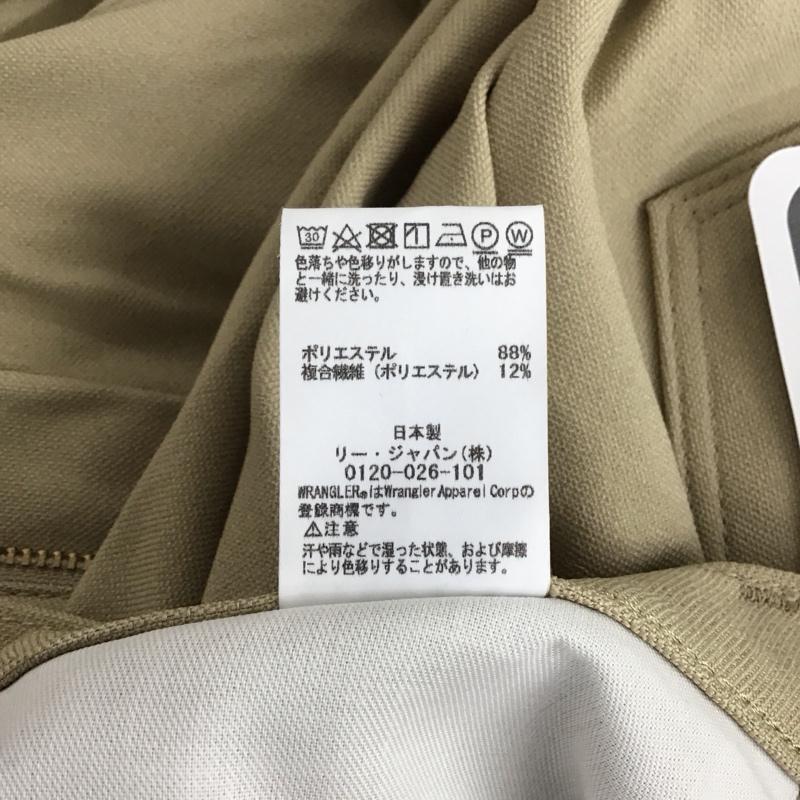 30 P W
色落ちや色移りがしますので、他の物
と一緒に洗ったり、浸け置き洗いはお
避けください。
ポリエステル 88%
複合繊維(ポリエステル) 12%
日本製
リー・ジャパン(株)
0120-026-101
WRANGLER®はWrangler Apparel Corpの
登録商標です。
⚠注意
汗や雨などで湿った状態、および摩擦
により色移りすることがあります。